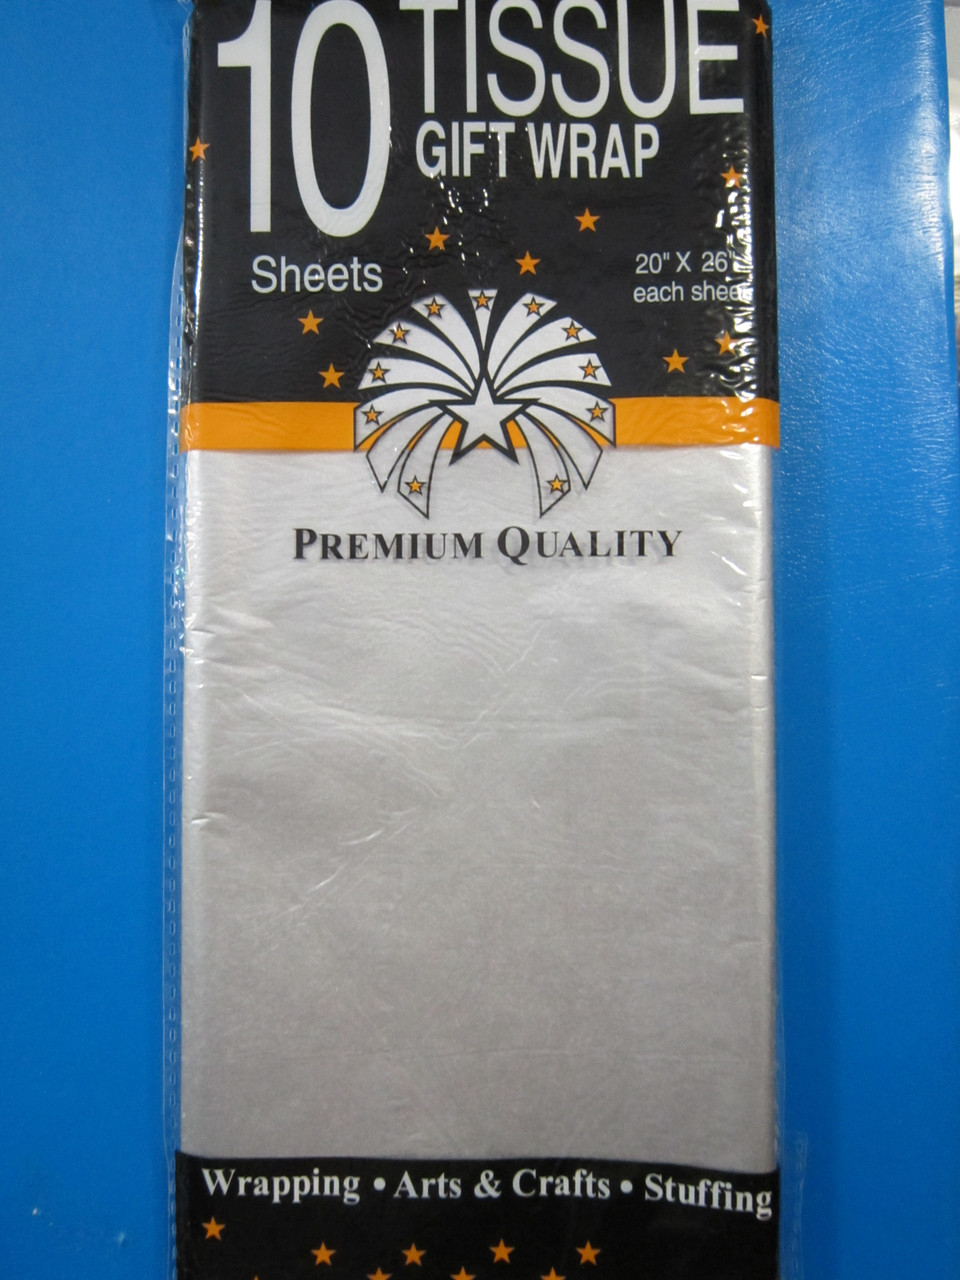 10 TISSUE
GIFT WRAP
Sheets
20" X 26"
each sheet
PREMIUM QUALITY
Wrapping • Arts & Crafts • Stuffing